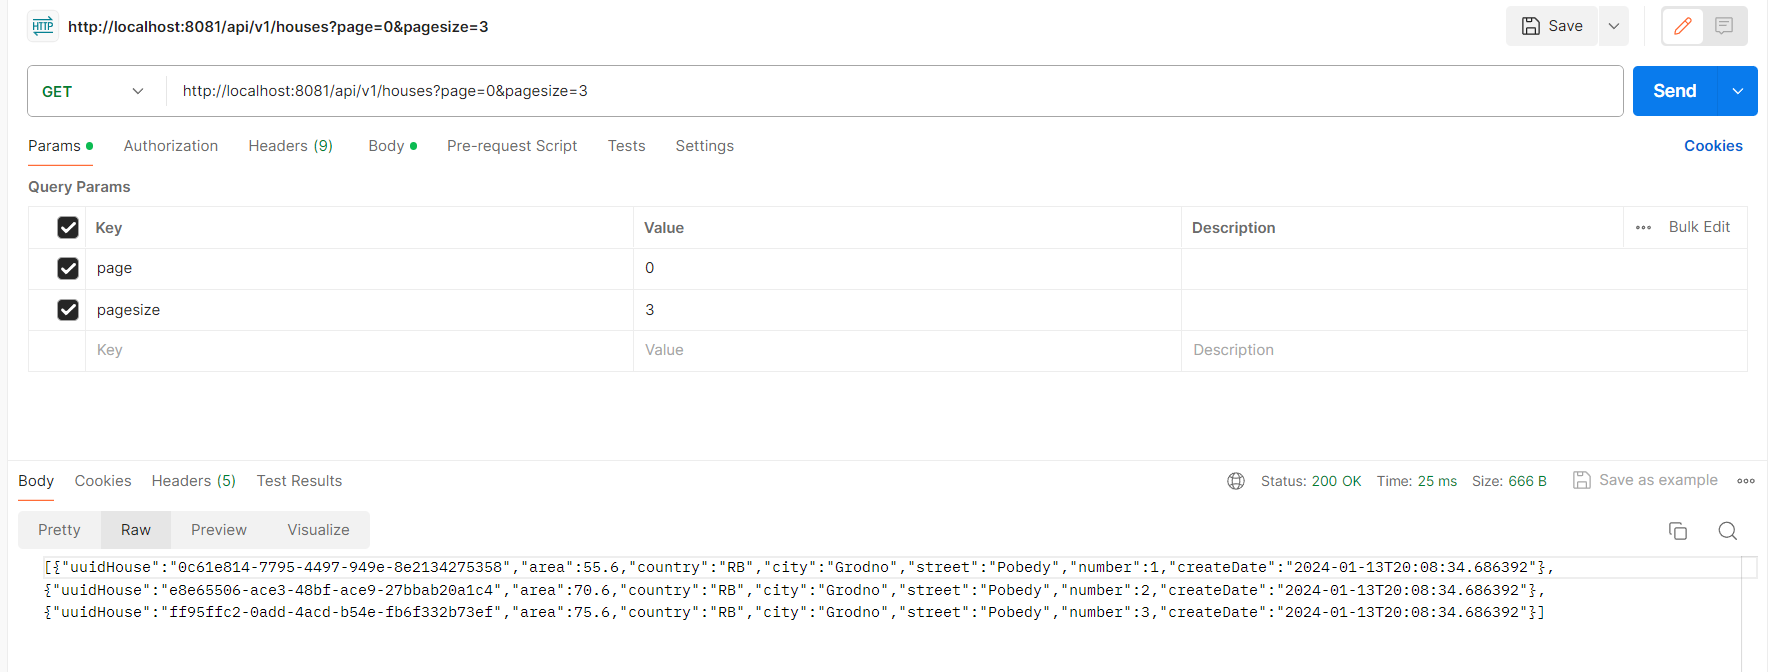 HTTP http://localhost:8081/api/v1/houses?page=0&pagesize=3 Save
GET http://localhost:8081/api/v1/houses?page=0&pagesize=3 Send
Params Authorization Headers (9) Body Pre-request Script Tests Settings Cookies
Query Params
Key Value Description Bulk Edit
page 0
pagesize 3
Key Value Description
Body Cookies Headers (5) Test Results Status: 200 OK Time: 25 ms Size: 666 B Save as example
Pretty Raw Preview Visualize
[{"uuidHouse":"0c61e814-7795-4497-949e-8e2134275358","area":55.6,"country":"RB","city":"Grodno","street":"Pobedy","number":1,"createDate":"2024-01-13T20:08:34.686392"},
{"uuidHouse":"e8e65506-ace3-48bf-ace9-27bbab20a1c4","area":70.6,"country":"RB","city":"Grodno","street":"Pobedy","number":2,"createDate":"2024-01-13T20:08:34.686392"},
{"uuidHouse":"ff95ffc2-0add-4acd-b54e-fb6f332b73ef","area":75.6,"country":"RB","city":"Grodno","street":"Pobedy","number":3,"createDate":"2024-01-13T20:08:34.686392"}]